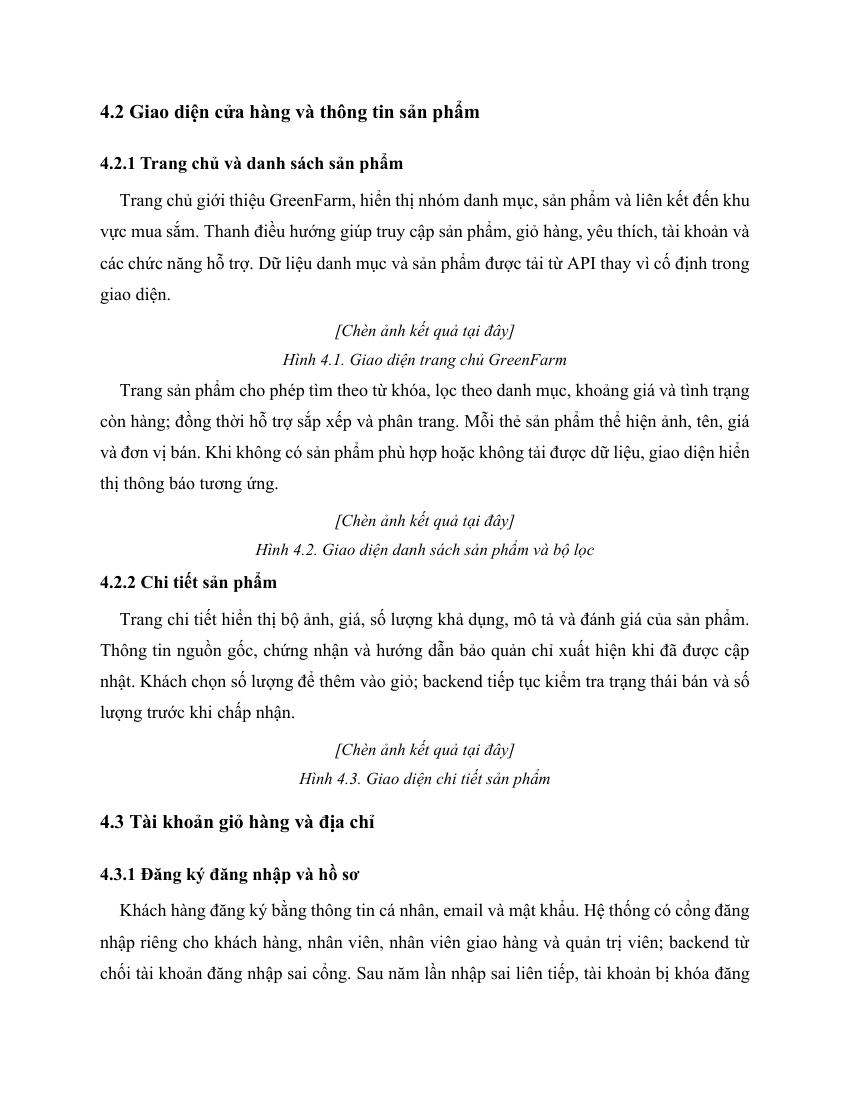 4.2 Giao diện cửa hàng và thông tin sản phẩm
4.2.1 Trang chủ và danh sách sản phẩm
Trang chủ giới thiệu GreenFarm, hiển thị nhóm danh mục, sản phẩm và liên kết đến khu
vực mua sắm. Thanh điều hướng giúp truy cập sản phẩm, giỏ hàng, yêu thích, tài khoản và
các chức năng hỗ trợ. Dữ liệu danh mục và sản phẩm được tải từ API thay vì cố định trong
giao diện.
[Chèn ảnh kết quả tại đây]
Hình 4.1. Giao diện trang chủ GreenFarm
Trang sản phẩm cho phép tìm theo từ khóa, lọc theo danh mục, khoảng giá và tình trạng
còn hàng; đồng thời hỗ trợ sắp xếp và phân trang. Mỗi thẻ sản phẩm thể hiện ảnh, tên, giá
và đơn vị bán. Khi không có sản phẩm phù hợp hoặc không tải được dữ liệu, giao diện hiển
thị thông báo tương ứng.
[Chèn ảnh kết quả tại đây]
Hình 4.2. Giao diện danh sách sản phẩm và bộ lọc
4.2.2 Chi tiết sản phẩm
Trang chi tiết hiển thị bộ ảnh, giá, số lượng khả dụng, mô tả và đánh giá của sản phẩm.
Thông tin nguồn gốc, chứng nhận và hướng dẫn bảo quản chỉ xuất hiện khi đã được cập
nhật. Khách chọn số lượng để thêm vào giỏ; backend tiếp tục kiểm tra trạng thái bán và số
lượng trước khi chấp nhận.
[Chèn ảnh kết quả tại đây]
Hình 4.3. Giao diện chi tiết sản phẩm
4.3 Tài khoản giỏ hàng và địa chỉ
4.3.1 Đăng ký đăng nhập và hồ sơ
Khách hàng đăng ký bằng thông tin cá nhân, email và mật khẩu. Hệ thống có cổng đăng
nhập riêng cho khách hàng, nhân viên, nhân viên giao hàng và quản trị viên; backend từ
chối tài khoản đăng nhập sai cổng. Sau năm lần nhập sai liên tiếp, tài khoản bị khóa đăng